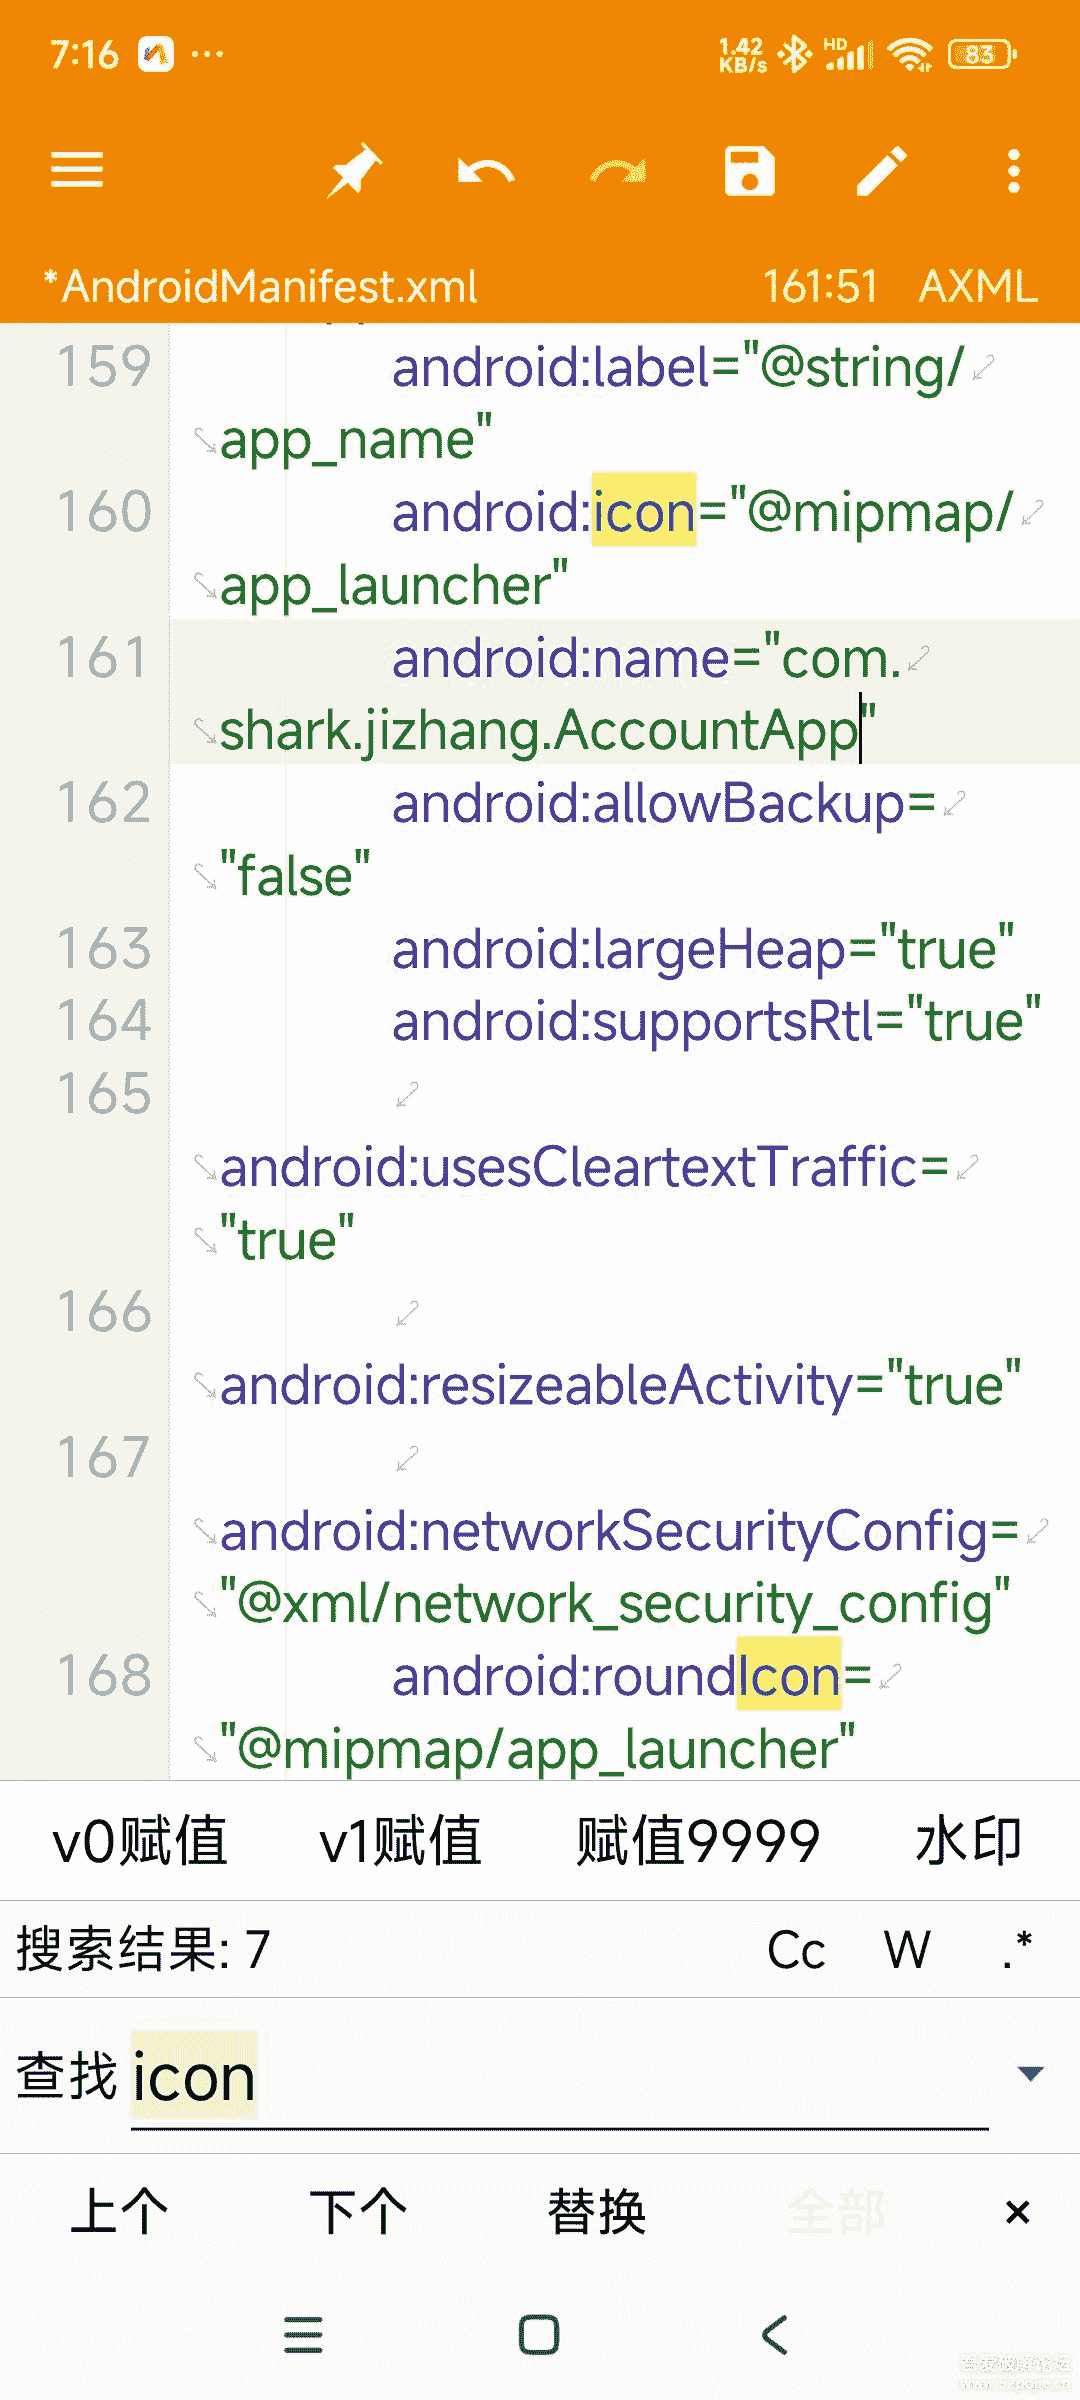 7:16 ... 1.42 KB/s HD 83
*AndroidManifest.xml 161:51 AXML
159 android:label="@string/
app_name"
160 android:icon="@mipmap/
app_launcher"
161 android:name="com.
shark.jizhang.AccountApp"
162 android:allowBackup=
"false"
163 android:largeHeap="true"
164 android:supportsRtl="true"
165
android:usesCleartextTraffic=
"true"
166
android:resizeableActivity="true"
167
android:networkSecurityConfig=
"@xml/network_security_config"
168 android:roundIcon=
"@mipmap/app_launcher"
v0赋值 v1赋值 赋值9999 水印
搜索结果: 7 Cc W .*
查找 icon
上个 下个 替换 全部 ×